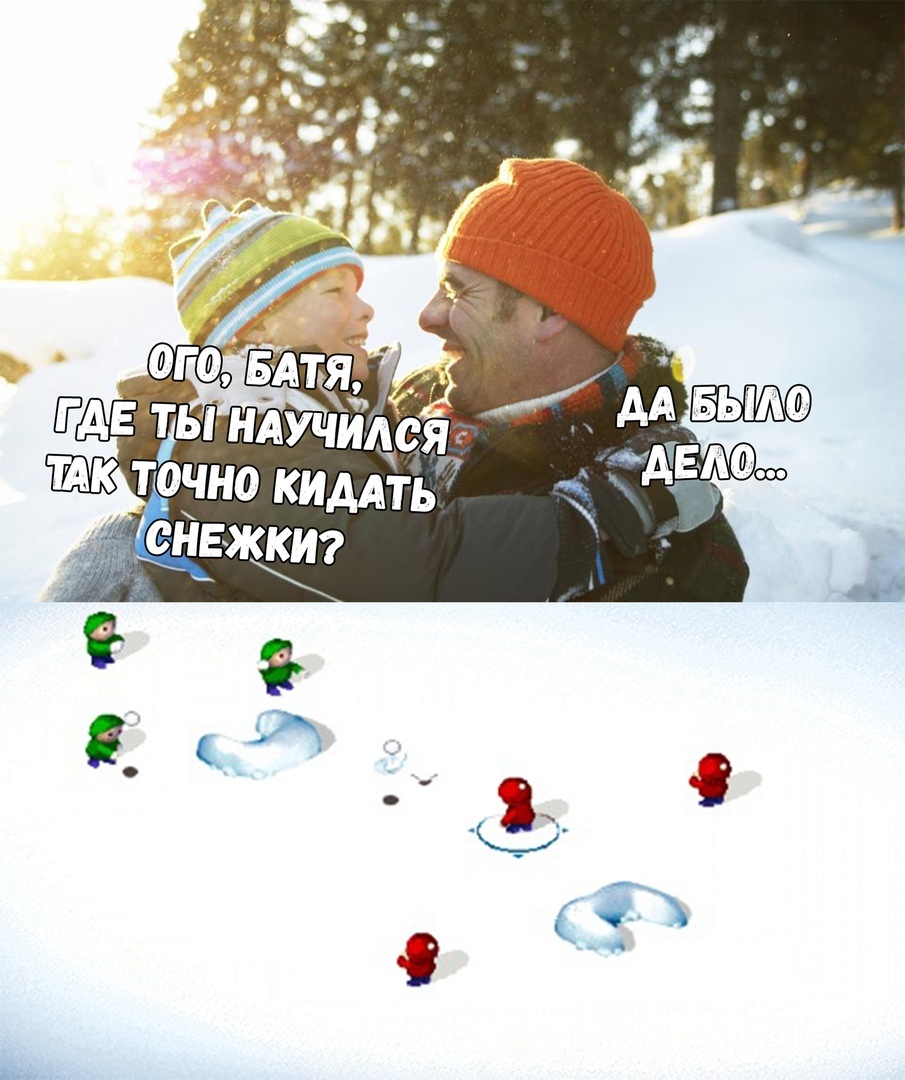 ОГО, БАТЯ,
ГДЕ ТЫ НАУЧИЛСЯ
ТАК ТОЧНО КИДАТЬ
СНЕЖКИ?
ДА БЫЛО
ДЕЛО...